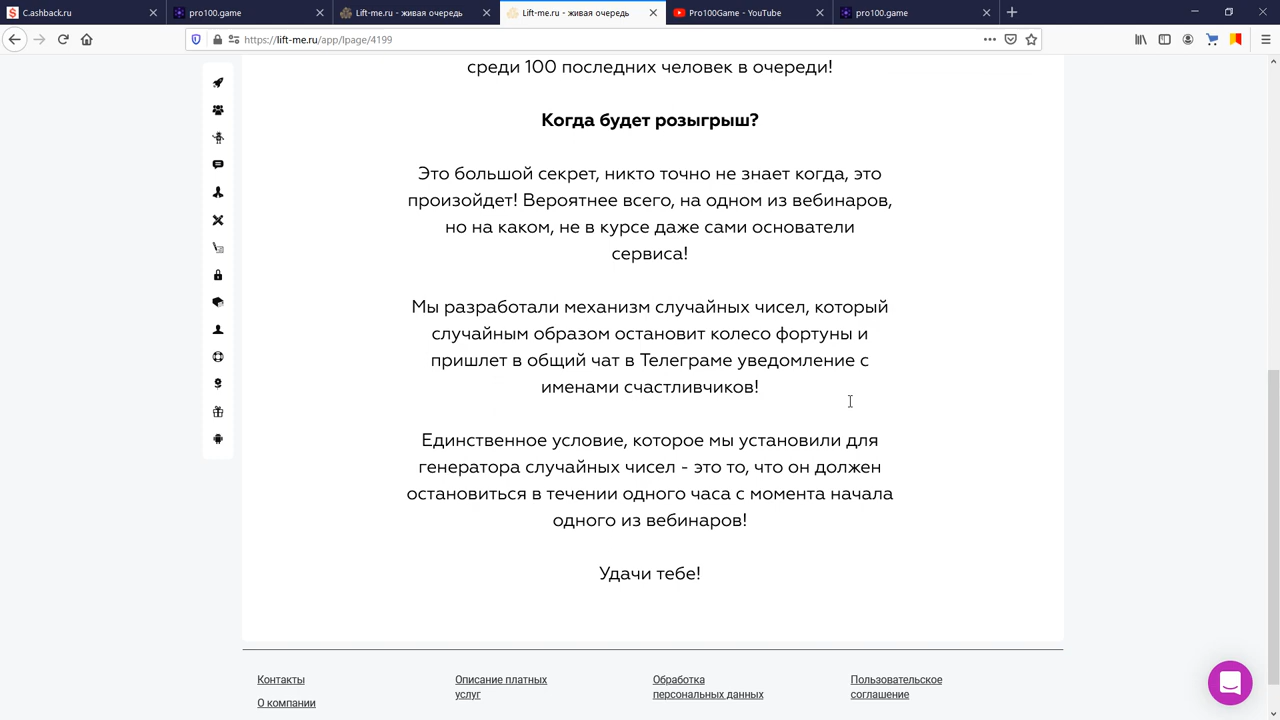 C.ashback.ru
pro100.game
Lift-me.ru - живая очередь
Lift-me.ru - живая очередь
Pro100Game - YouTube
pro100.game
https://lift-me.ru/app/lpage/4199
среди 100 последних человек в очереди!
Когда будет розыгрыш?
Это большой секрет, никто точно не знает когда, это
произойдет! Вероятнее всего, на одном из вебинаров,
но на каком, не в курсе даже сами основатели
сервиса!
Мы разработали механизм случайных чисел, который
случайным образом остановит колесо фортуны и
пришлет в общий чат в Телеграме уведомление с
именами счастливчиков!
Единственное условие, которое мы установили для
генератора случайных чисел - это то, что он должен
остановиться в течении одного часа с момента начала
одного из вебинаров!
Удачи тебе!
Контакты
О компании
Описание платных
услуг
Обработка
персональных данных
Пользовательское
соглашение